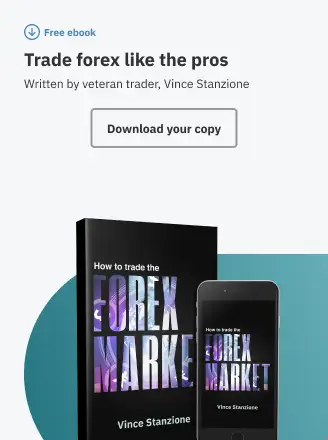 Free ebook
Trade forex like the pros
Written by veteran trader, Vince Stanzione
Download your copy
How to trade the
FOREX
MARKE
Vince Stanzione
How to trade the
FOREX
MARKET
Vince Stanzione